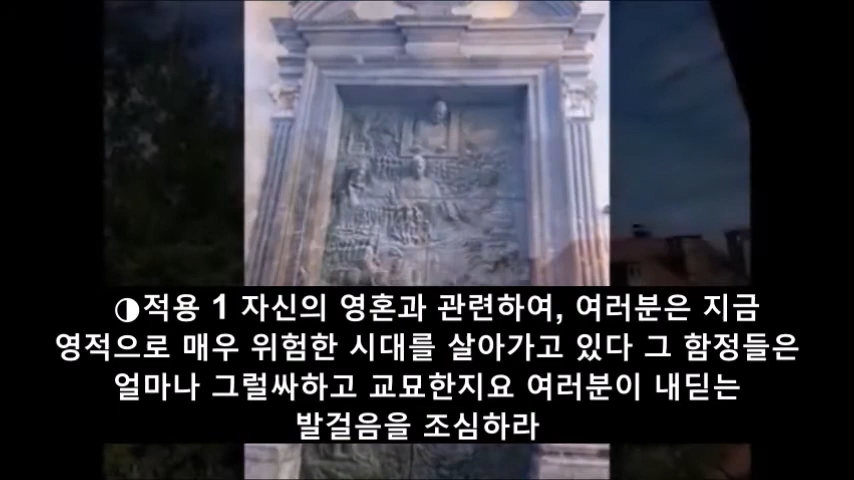 ◑적용 1 자신의 영혼과 관련하여, 여러분은 지금
영적으로 매우 위험한 시대를 살아가고 있다 그 함정들은
얼마나 그럴싸하고 교묘한지요 여러분이 내딛는
발걸음을 조심하라